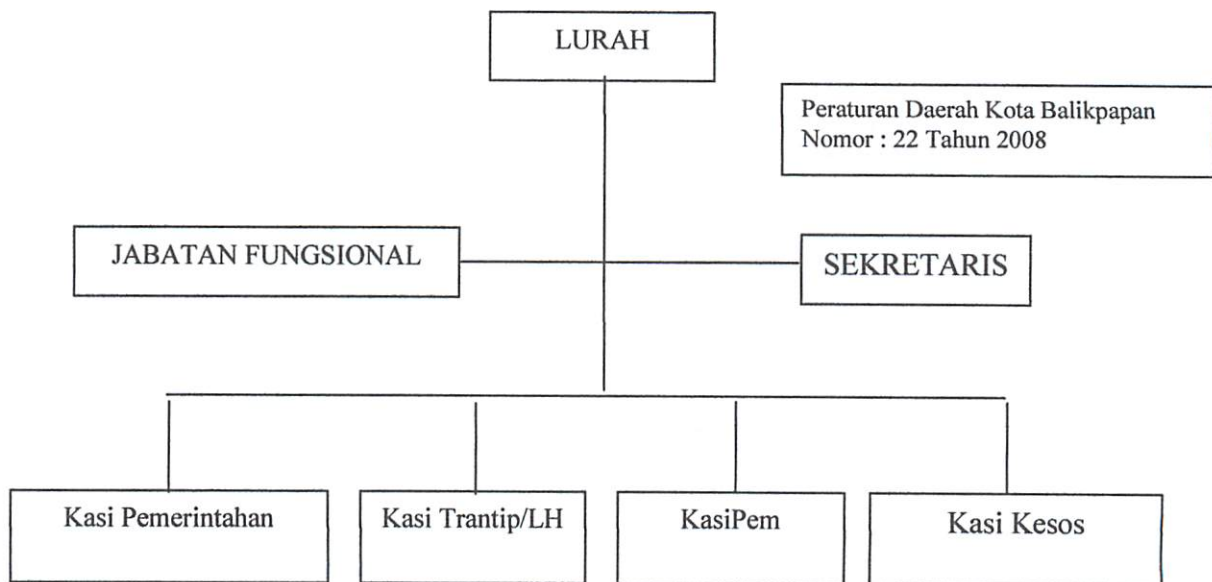 LURAH
Peraturan Daerah Kota Balikpapan
Nomor : 22 Tahun 2008
JABATAN FUNGSIONAL
SEKRETARIS
Kasi Pemerintahan
Kasi Trantip/LH
KasiPem
Kasi Kesos